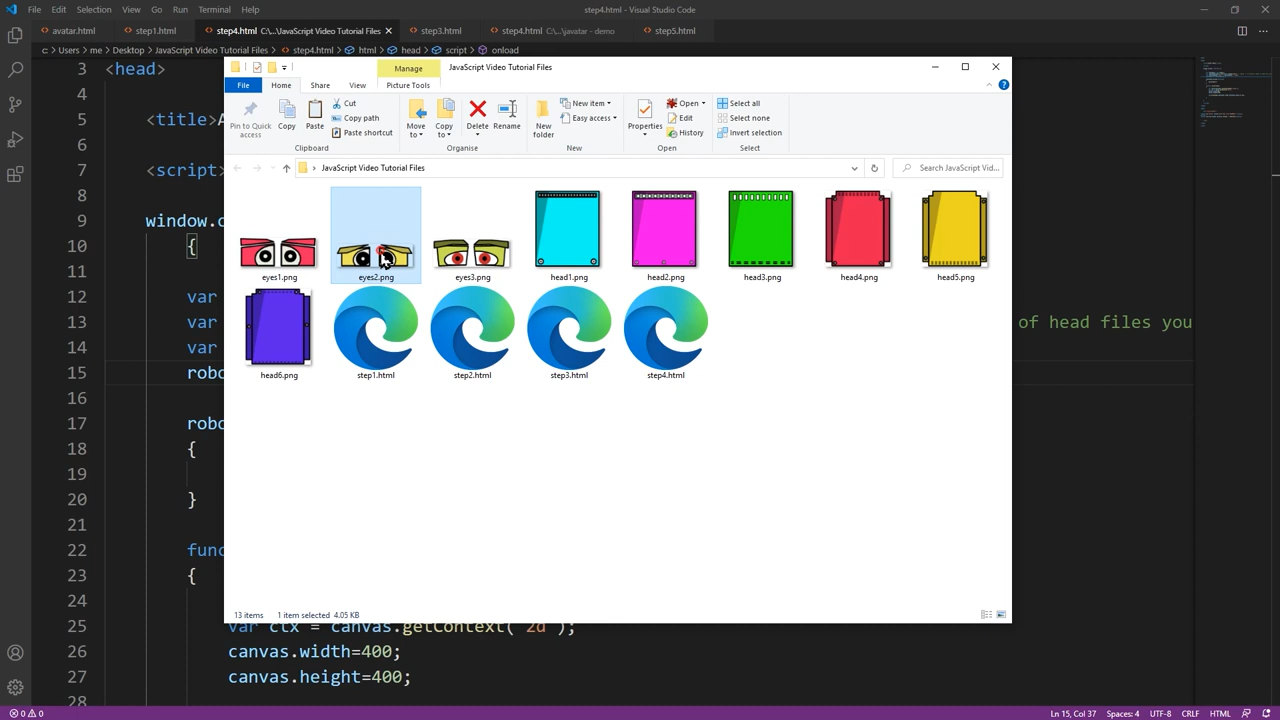 File Edit Selection View Go Run Terminal Help step4.html - Visual Studio Code
avatar.html step1.html step4.html C:\...\JavaScript Video Tutorial Files step3.html step4.html C:\...\javatar - demo step5.html
c > Users > me > Desktop > JavaScript Video Tutorial Files > step4.html > html > head > script > onload
Manage JavaScript Video Tutorial Files
File Home Share View Picture Tools
Pin to Quick access
Copy
Paste
Cut
Copy path
Paste shortcut
Clipboard
Move to
Copy to
Delete
Rename
Organise
New folder
New item
Easy access
New
Properties
Open
Edit
History
Open
Select all
Select none
Invert selection
Select
JavaScript Video Tutorial Files
Search JavaScript Vid...
eyes1.png eyes2.png eyes3.png head1.png head2.png head3.png head4.png head5.png
head6.png step1.html step2.html step3.html step4.html
13 items 1 item selected 4.05 KB
3 <head>
4
5 <title>A
6
7 <script>
8
9 window.o
10 {
11
12 var
13 var of head files you
14 var
15 robo
16
17 robo
18 {
19
20 }
21
22 func
23 {
24
25 var ctx = canvas.getContext("2d");
26 canvas.width=400;
27 canvas.height=400;
28
0 0 Ln 15, Col 37 Spaces: 4 UTF-8 CRLF HTML